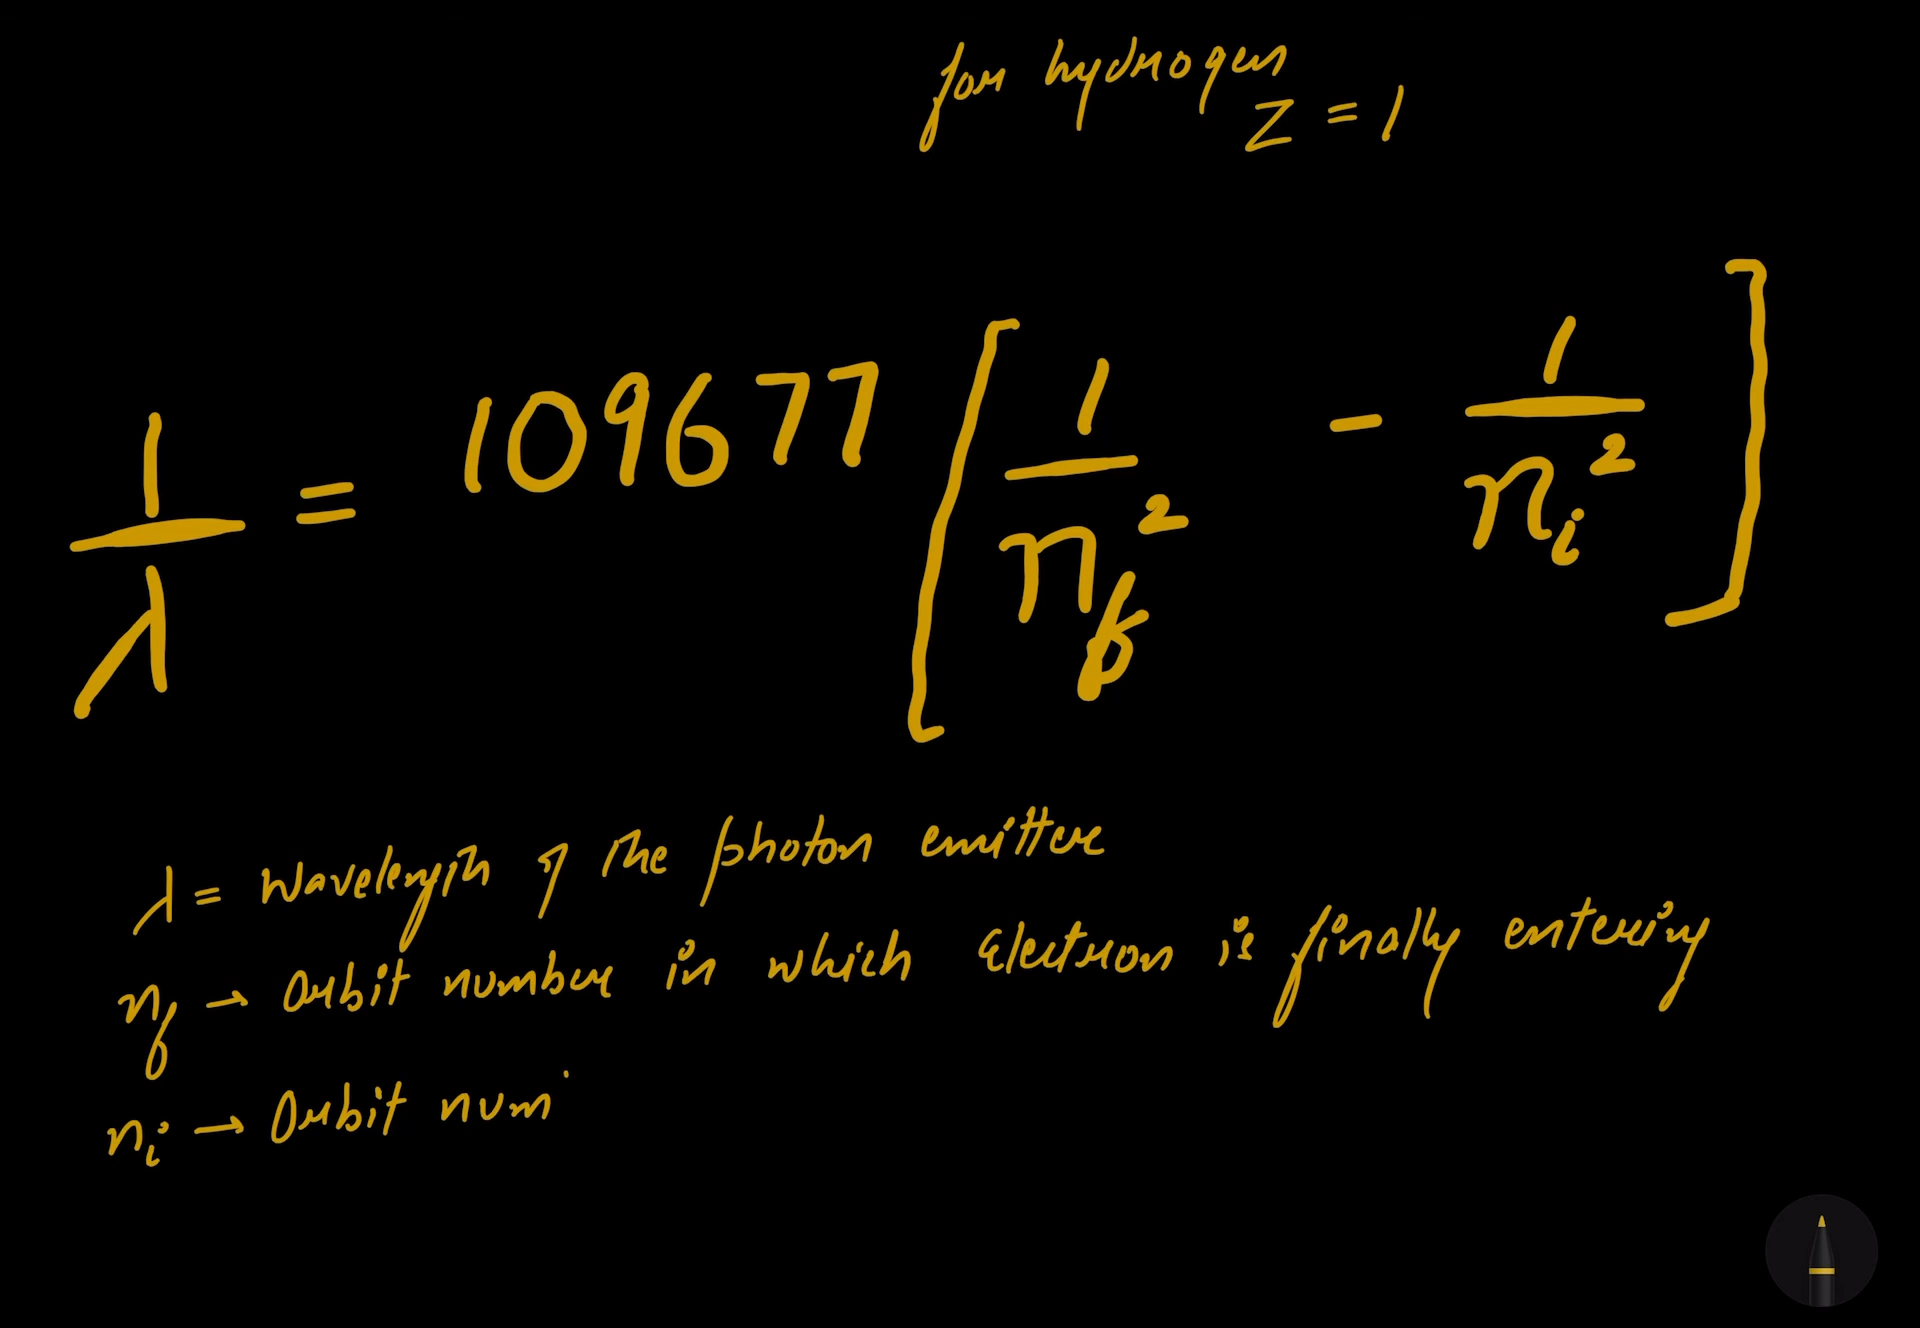 for hydrogen
Z = 1
1/λ = 109677 [ 1/n_f² - 1/n_i² ]
λ = Wavelength of the photon emitter
n_f → Orbit number in which Electron is finally entering
n_i → Orbit num